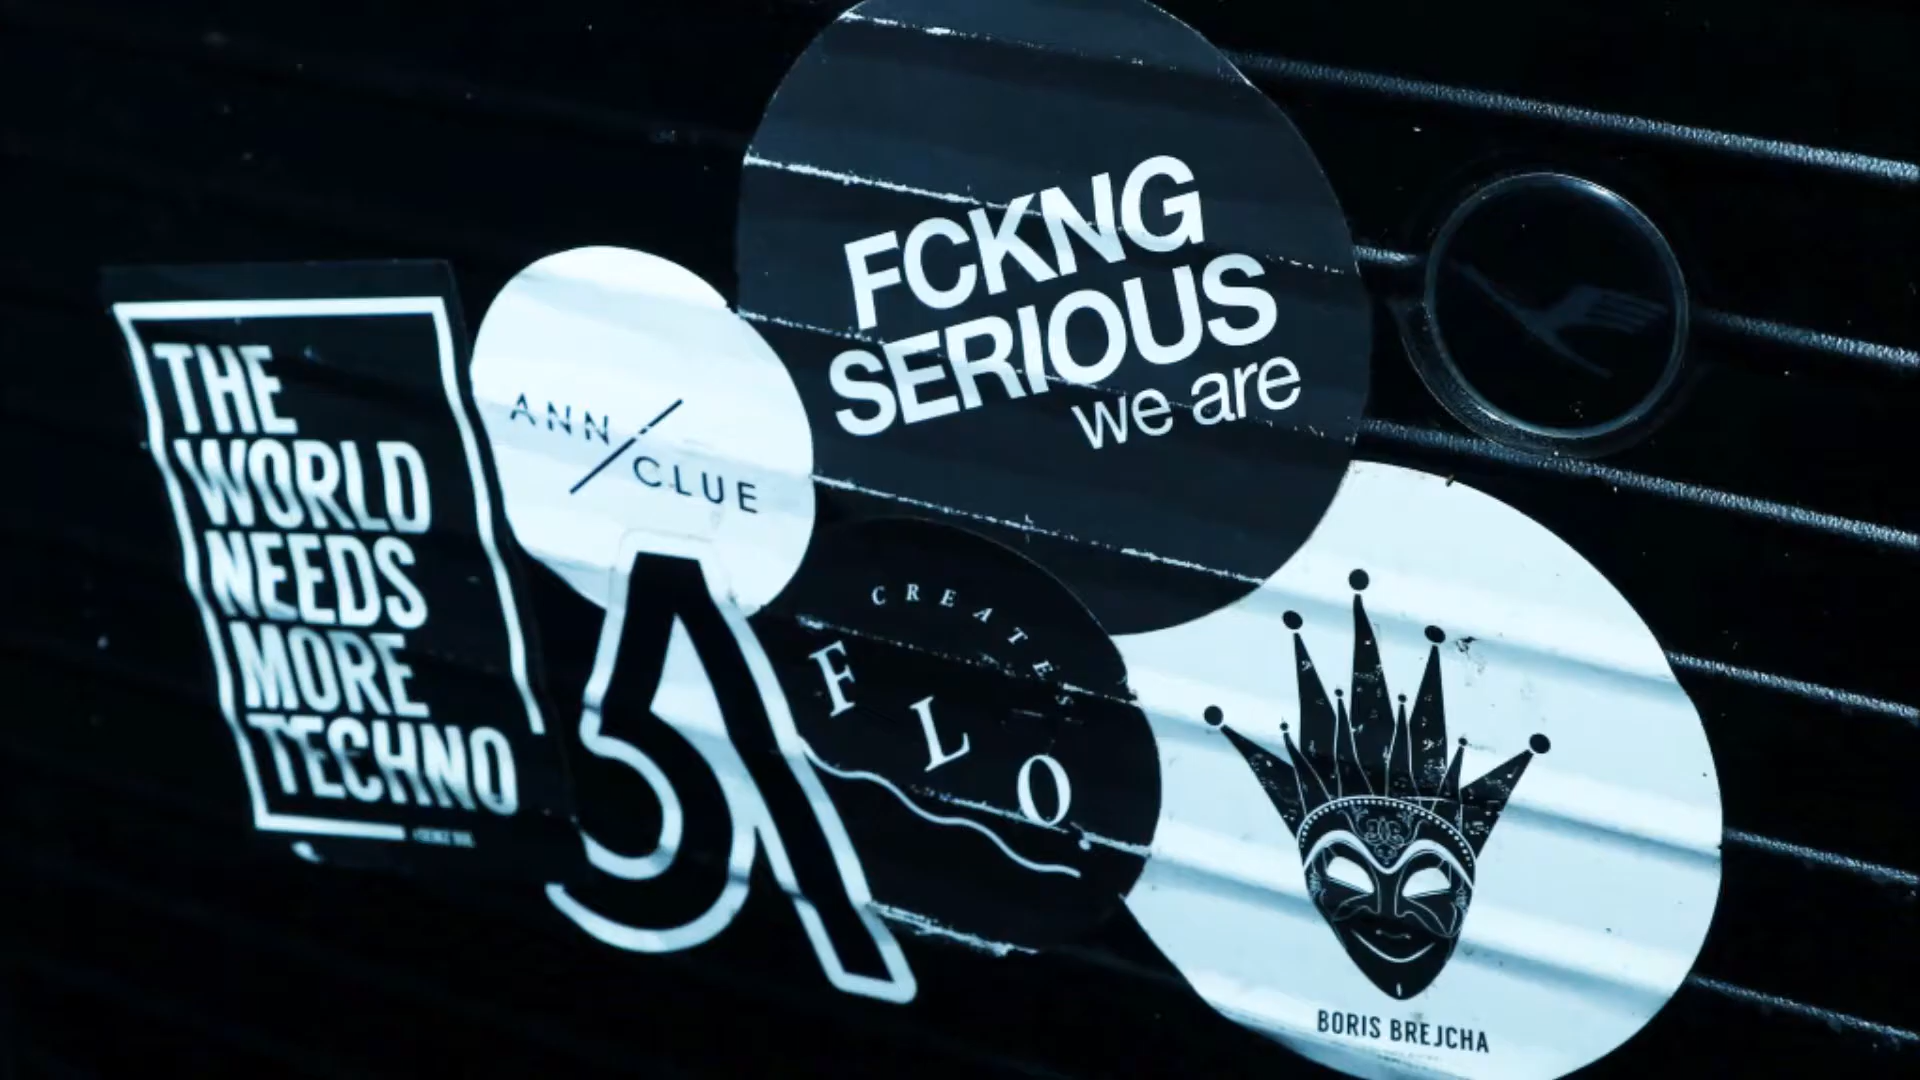 THE
WORLD
NEEDS
MORE
TECHNO
ANN
CLUE
FCKNG
SERIOUS
we are
CREATES
FLO
BORIS BREJCHA